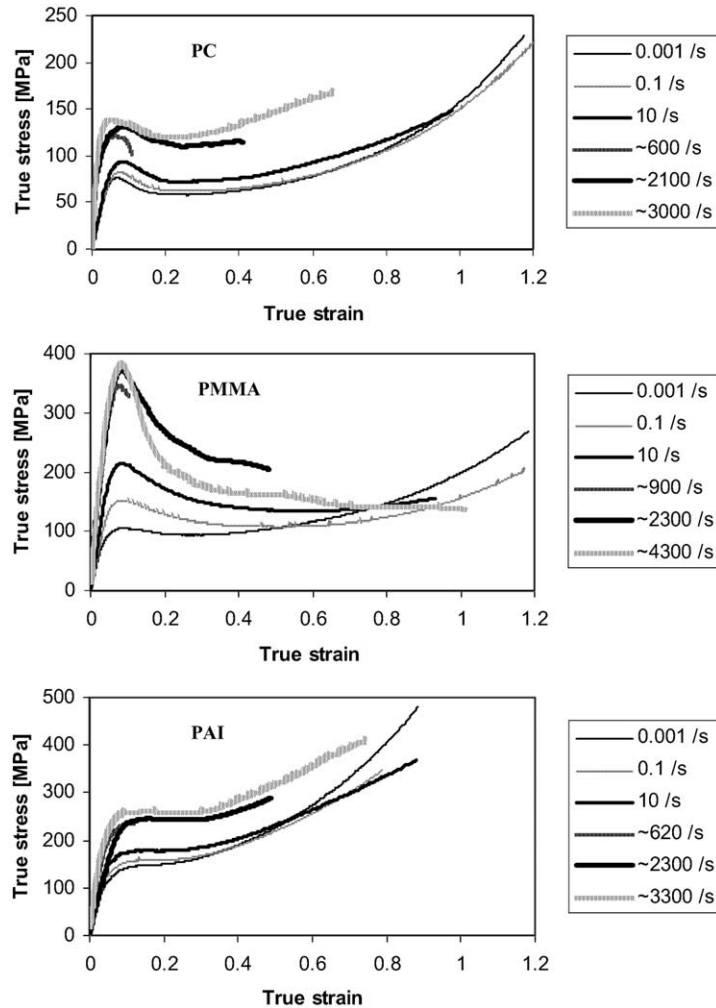 PC
True stress [MPa]
250
200
150
100
50
0
0 0.2 0.4 0.6 0.8 1 1.2
True strain
0.001 /s
0.1 /s
10 /s
~600 /s
~2100 /s
~3000 /s
PMMA
True stress [MPa]
400
300
200
100
0
0 0.2 0.4 0.6 0.8 1 1.2
True strain
0.001 /s
0.1 /s
10 /s
~900 /s
~2300 /s
~4300 /s
PAI
True stress [MPa]
500
400
300
200
100
0
0 0.2 0.4 0.6 0.8 1 1.2
True strain
0.001 /s
0.1 /s
10 /s
~620 /s
~2300 /s
~3300 /s